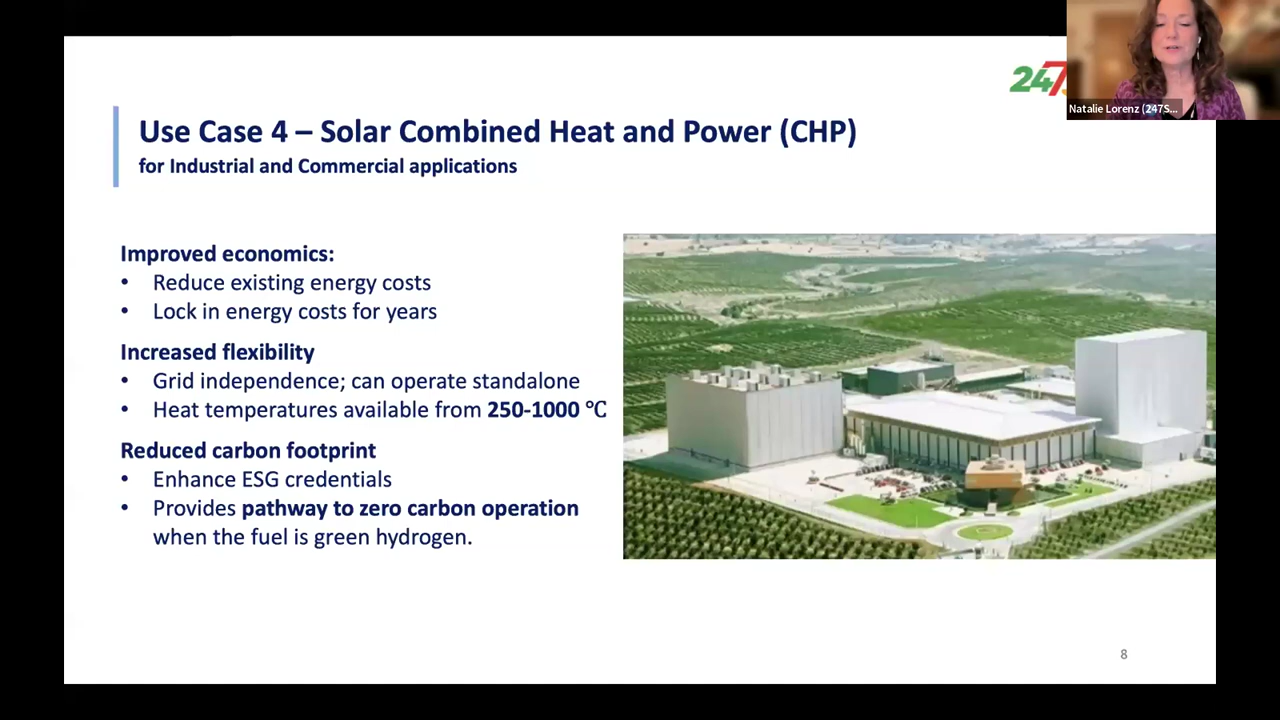 247
Natalie Lorenz (247S...
Use Case 4 – Solar Combined Heat and Power (CHP)
for Industrial and Commercial applications
Improved economics:
• Reduce existing energy costs
• Lock in energy costs for years
Increased flexibility
• Grid independence; can operate standalone
• Heat temperatures available from 250-1000 °C
Reduced carbon footprint
• Enhance ESG credentials
• Provides pathway to zero carbon operation
when the fuel is green hydrogen.
8